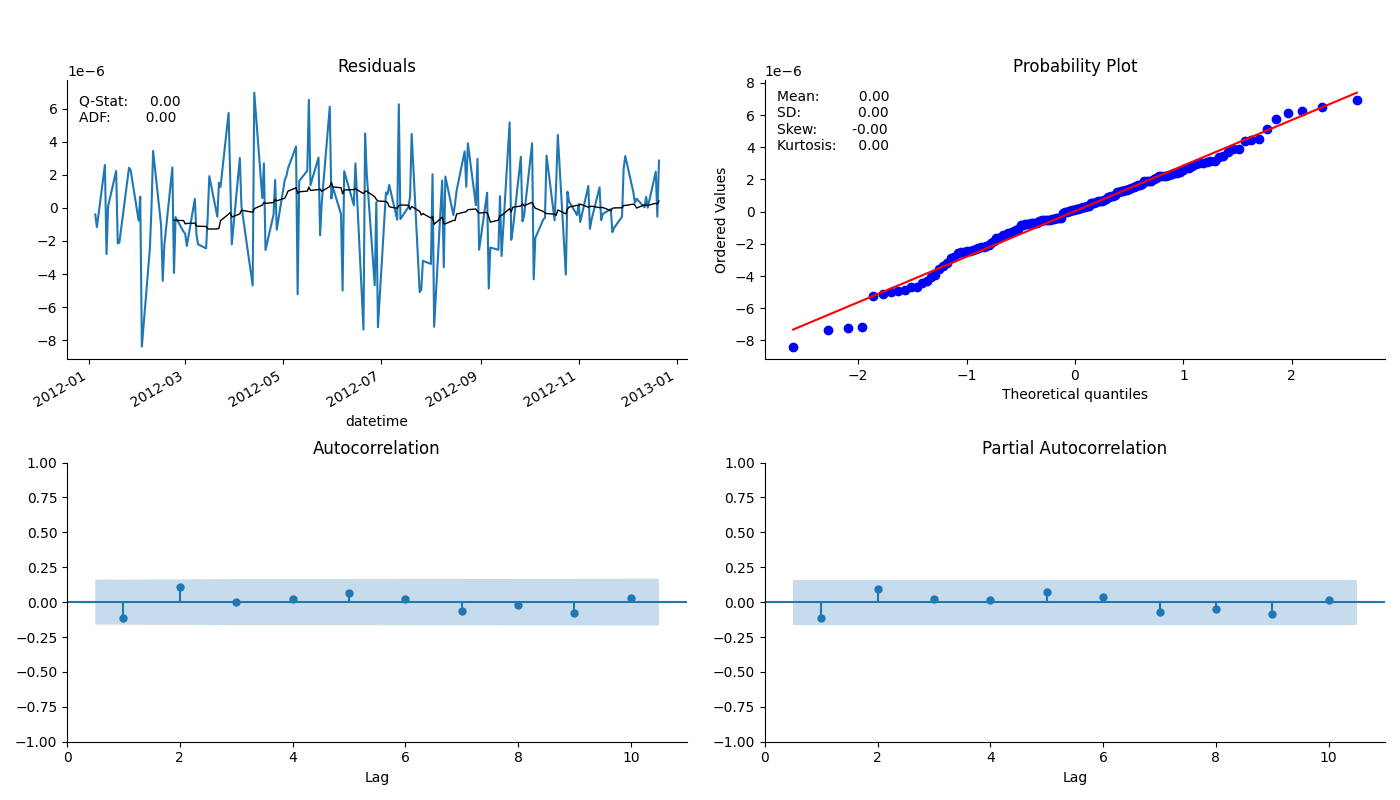 Residuals
1e−6
Q-Stat: 0.00
ADF: 0.00
6
4
2
0
−2
−4
−6
−8
2012-01 2012-03 2012-05 2012-07 2012-09 2012-11 2013-01
datetime
Probability Plot
1e−6
Mean: 0.00
SD: 0.00
Skew: -0.00
Kurtosis: 0.00
Ordered Values
8
6
4
2
0
−2
−4
−6
−8
−2 −1 0 1 2
Theoretical quantiles
Autocorrelation
1.00
0.75
0.50
0.25
0.00
−0.25
−0.50
−0.75
−1.00
0 2 4 6 8 10
Lag
Partial Autocorrelation
1.00
0.75
0.50
0.25
0.00
−0.25
−0.50
−0.75
−1.00
0 2 4 6 8 10
Lag